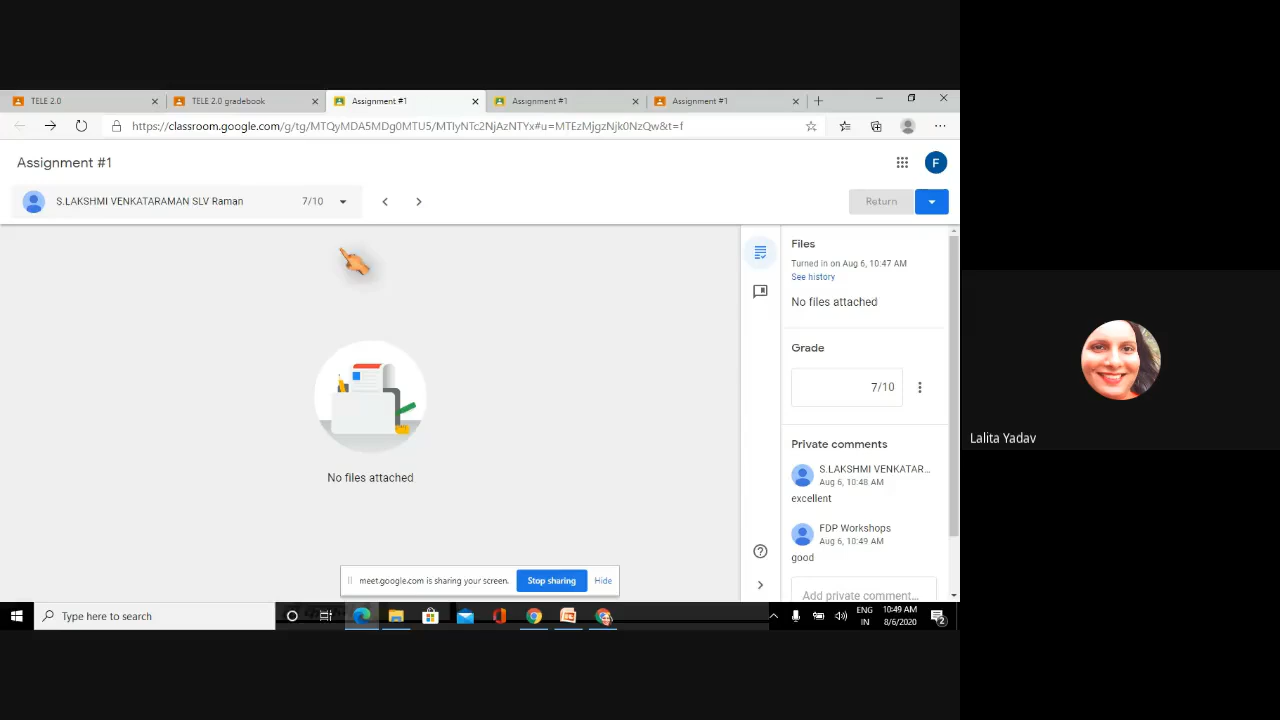 TELE 2.0
TELE 2.0 gradebook
Assignment #1
Assignment #1
Assignment #1
https://classroom.google.com/g/tg/MTQyMDA5MDg0MTU5/MTIyNTc2NjAzNTYx#u=MTEzMjgzNjk0NzQw&t=f
Assignment #1
F
S.LAKSHMI VENKATARAMAN SLV Raman 7/10
Return
Files
Turned in on Aug 6, 10:47 AM
See history
No files attached
Grade
7/10
Private comments
S.LAKSHMI VENKATAR...
Aug 6, 10:48 AM
excellent
FDP Workshops
Aug 6, 10:49 AM
good
Add private comment...
No files attached
meet.google.com is sharing your screen. Stop sharing Hide
Type here to search
ENG
IN
10:49 AM
8/6/2020
2
Lalita Yadav